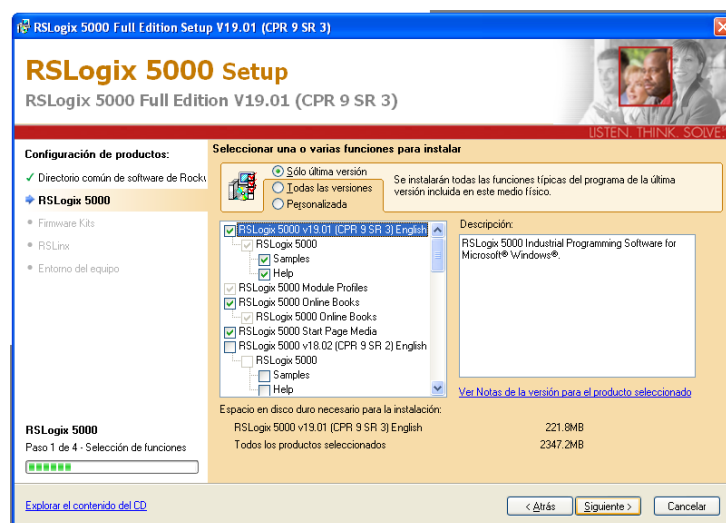 RSLogix 5000 Full Edition Setup V19.01 (CPR 9 SR 3)
RSLogix 5000 Setup
RSLogix 5000 Full Edition V19.01 (CPR 9 SR 3)
LISTEN. THINK. SOLVE.
Configuración de productos:
Directorio común de software de Rockw
RSLogix 5000
Firmware Kits
RSLinx
Entorno del equipo
Seleccionar una o varias funciones para instalar
Sólo última versión
Todas las versiones
Personalizada
Se instalarán todas las funciones típicas del programa de la última
versión incluida en este medio físico.
RSLogix 5000 v19.01 (CPR 9 SR 3) English
RSLogix 5000
Samples
Help
RSLogix 5000 Module Profiles
RSLogix 5000 Online Books
RSLogix 5000 Online Books
RSLogix 5000 Start Page Media
RSLogix 5000 v18.02 (CPR 9 SR 2) English
RSLogix 5000
Samples
Help
Descripción:
RSLogix 5000 Industrial Programming Software for
Microsoft® Windows®.
Ver Notas de la versión para el producto seleccionado
Espacio en disco duro necesario para la instalación:
RSLogix 5000 v19.01 (CPR 9 SR 3) English 221.8MB
Todos los productos seleccionados 2347.2MB
RSLogix 5000
Paso 1 de 4 - Selección de funciones
Explorar el contenido del CD
< Atrás
Siguiente >
Cancelar